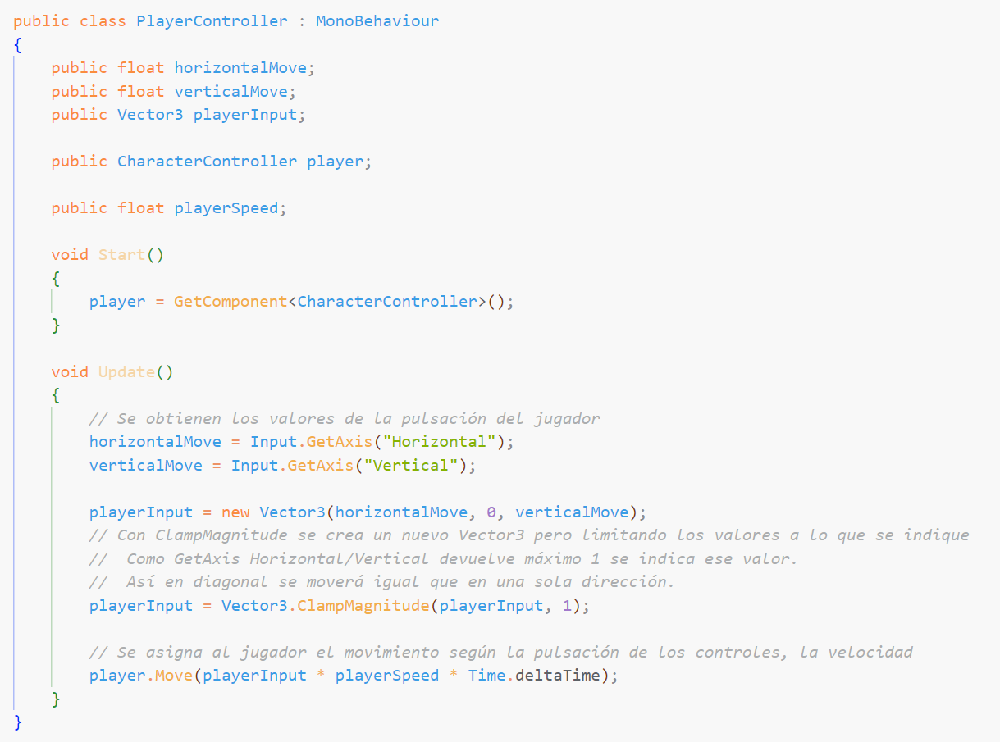 public class PlayerController : MonoBehaviour
{
    public float horizontalMove;
    public float verticalMove;
    public Vector3 playerInput;

    public CharacterController player;

    public float playerSpeed;

    void Start()
    {
        player = GetComponent<CharacterController>();
    }

    void Update()
    {
        // Se obtienen los valores de la pulsación del jugador
        horizontalMove = Input.GetAxis("Horizontal");
        verticalMove = Input.GetAxis("Vertical");

        playerInput = new Vector3(horizontalMove, 0, verticalMove);
        // Con ClampMagnitude se crea un nuevo Vector3 pero limitando los valores a lo que se indique
        //  Como GetAxis Horizontal/Vertical devuelve máximo 1 se indica ese valor.
        //  Así en diagonal se moverá igual que en una sola dirección.
        playerInput = Vector3.ClampMagnitude(playerInput, 1);

        // Se asigna al jugador el movimiento según la pulsación de los controles, la velocidad
        player.Move(playerInput * playerSpeed * Time.deltaTime);
    }
}